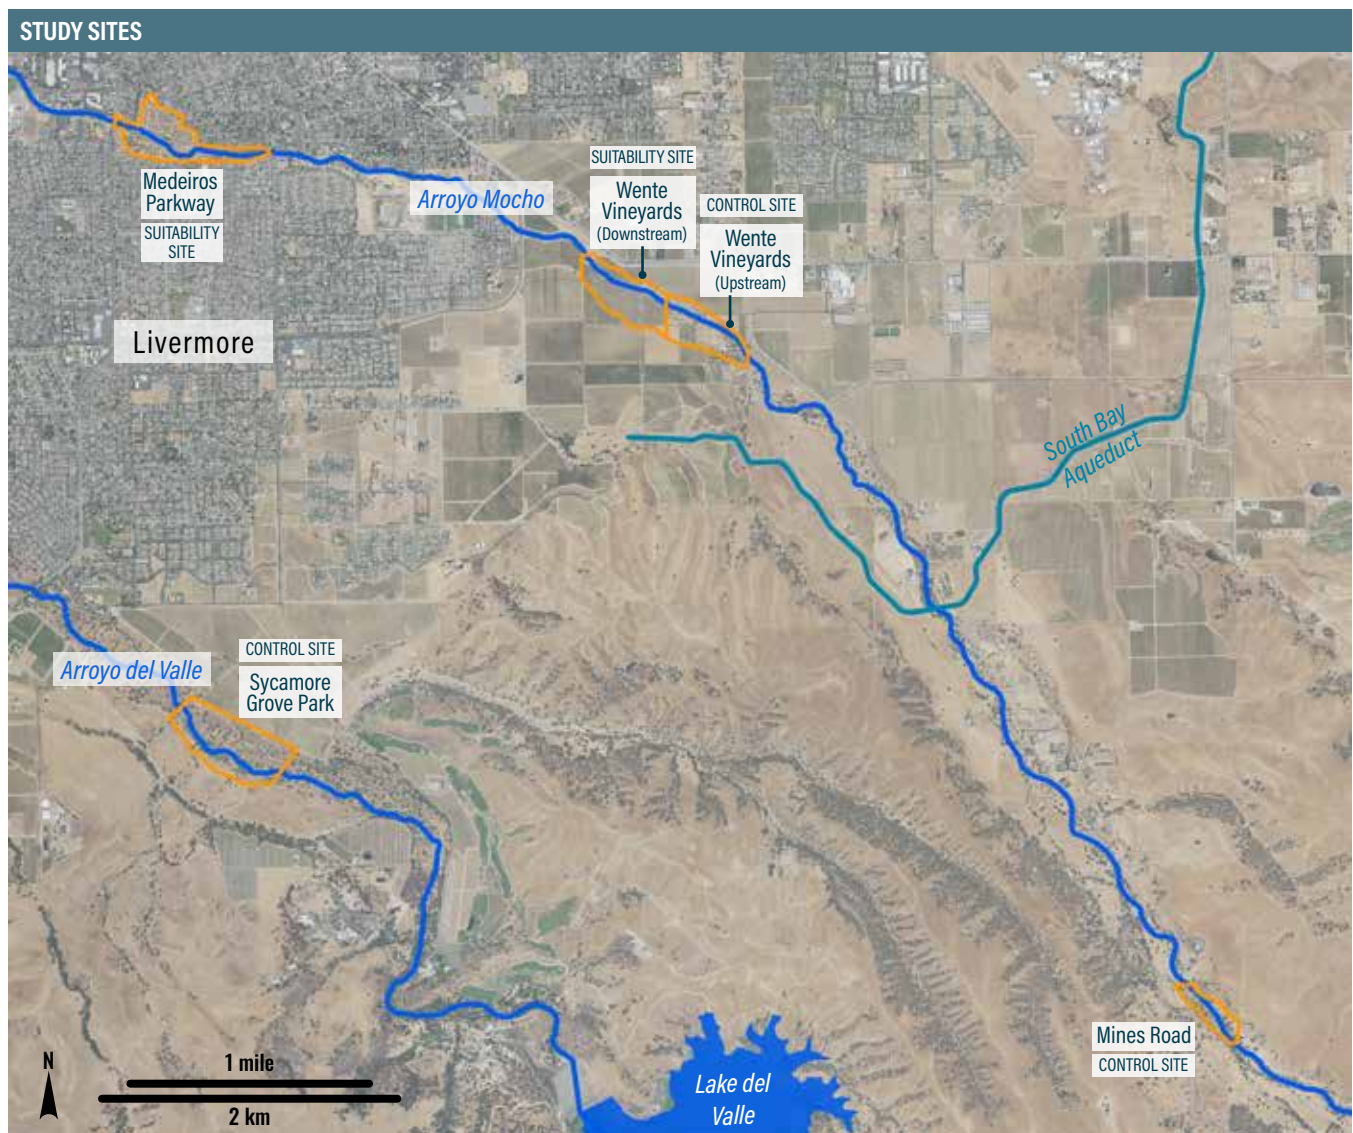 STUDY SITES
Medeiros
Parkway
SUITABILITY
SITE
Arroyo Mocho
SUITABILITY SITE
Wente
Vineyards
(Downstream)
CONTROL SITE
Wente
Vineyards
(Upstream)
Livermore
South Bay
Aqueduct
Arroyo del Valle
CONTROL SITE
Sycamore
Grove Park
Mines Road
CONTROL SITE
Lake del
Valle
N
1 mile
2 km